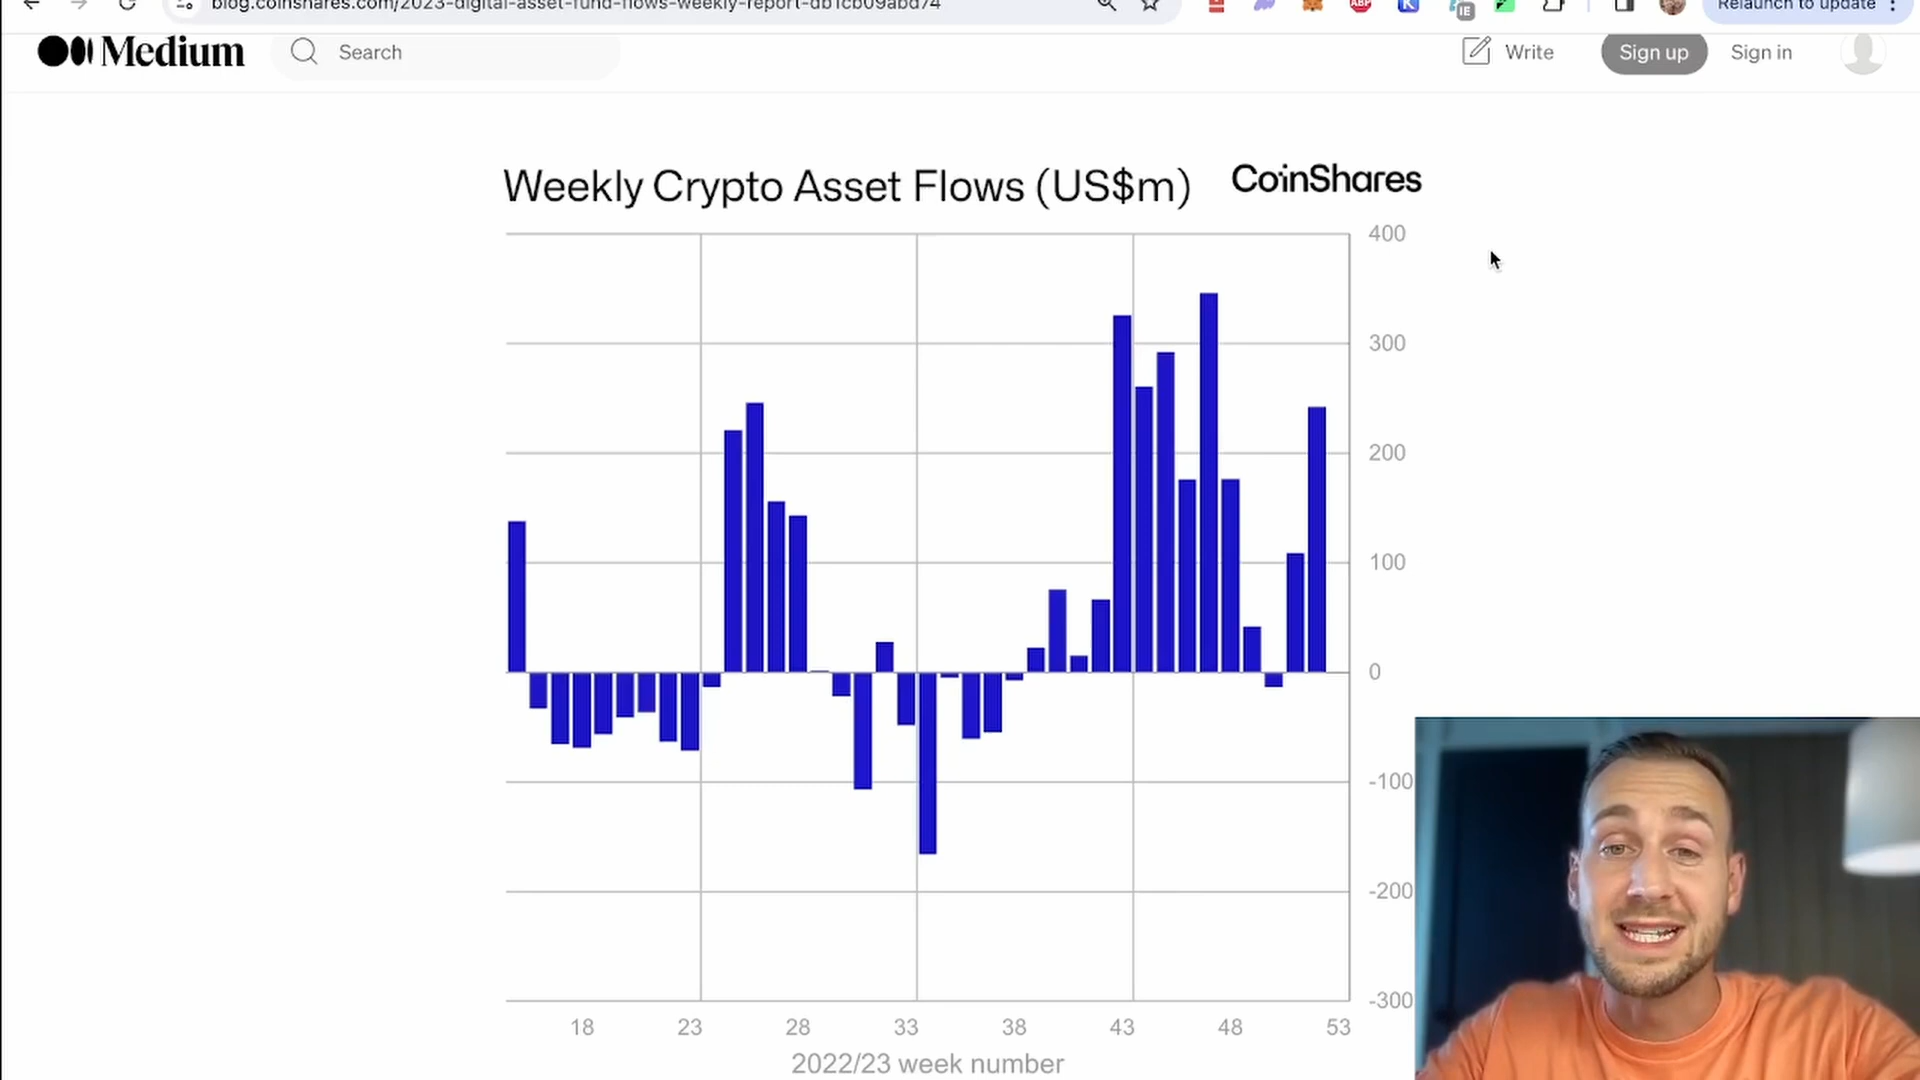 blog.coinshares.com/2023-digital-asset-fund-flows-weekly-report-db1cb09abd74
Relaunch to update
Medium
Search
Write
Sign up
Sign in
Weekly Crypto Asset Flows (US$m)
CoinShares
400
300
200
100
0
-100
-200
-300
18 23 28 33 38 43 48 53
2022/23 week number
ABP
K
IE